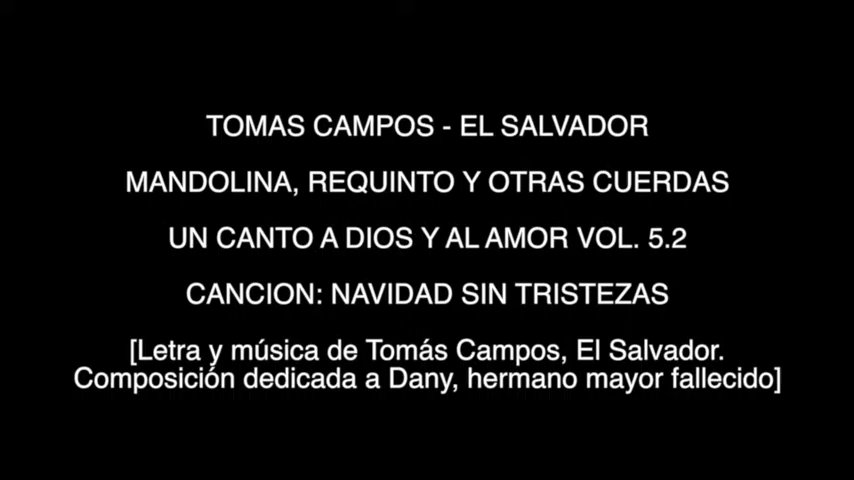 TOMAS CAMPOS - EL SALVADOR
MANDOLINA, REQUINTO Y OTRAS CUERDAS
UN CANTO A DIOS Y AL AMOR VOL. 5.2
CANCION: NAVIDAD SIN TRISTEZAS
[Letra y música de Tomás Campos, El Salvador.
Composición dedicada a Dany, hermano mayor fallecido]